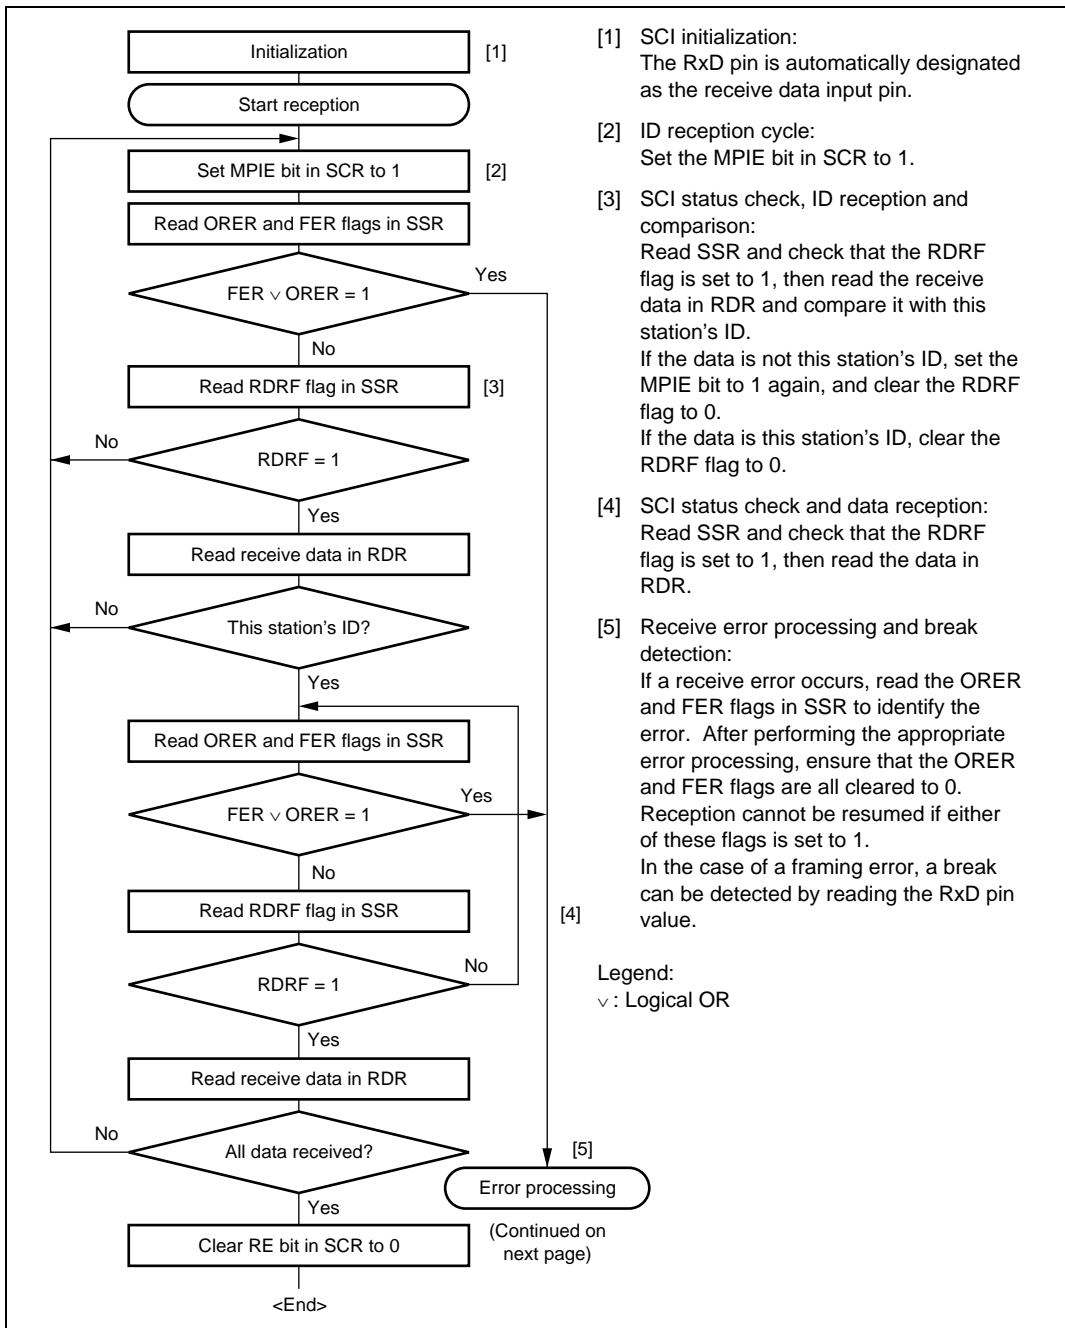 Initialization
[1]
Start reception
Set MPIE bit in SCR to 1
[2]
Read ORER and FER flags in SSR
FER ∨ ORER = 1
Yes
No
Read RDRF flag in SSR
[3]
No
RDRF = 1
Yes
Read receive data in RDR
No
This station's ID?
Yes
Read ORER and FER flags in SSR
FER ∨ ORER = 1
Yes
No
Read RDRF flag in SSR
[4]
RDRF = 1
No
Yes
Read receive data in RDR
No
All data received?
[5]
Error processing
Yes
(Continued on
next page)
Clear RE bit in SCR to 0
<End>
[1] SCI initialization:
The RxD pin is automatically designated
as the receive data input pin.
[2] ID reception cycle:
Set the MPIE bit in SCR to 1.
[3] SCI status check, ID reception and
comparison:
Read SSR and check that the RDRF
flag is set to 1, then read the receive
data in RDR and compare it with this
station's ID.
If the data is not this station's ID, set the
MPIE bit to 1 again, and clear the RDRF
flag to 0.
If the data is this station's ID, clear the
RDRF flag to 0.
[4] SCI status check and data reception:
Read SSR and check that the RDRF
flag is set to 1, then read the data in
RDR.
[5] Receive error processing and break
detection:
If a receive error occurs, read the ORER
and FER flags in SSR to identify the
error. After performing the appropriate
error processing, ensure that the ORER
and FER flags are all cleared to 0.
Reception cannot be resumed if either
of these flags is set to 1.
In the case of a framing error, a break
can be detected by reading the RxD pin
value.
Legend:
∨ : Logical OR